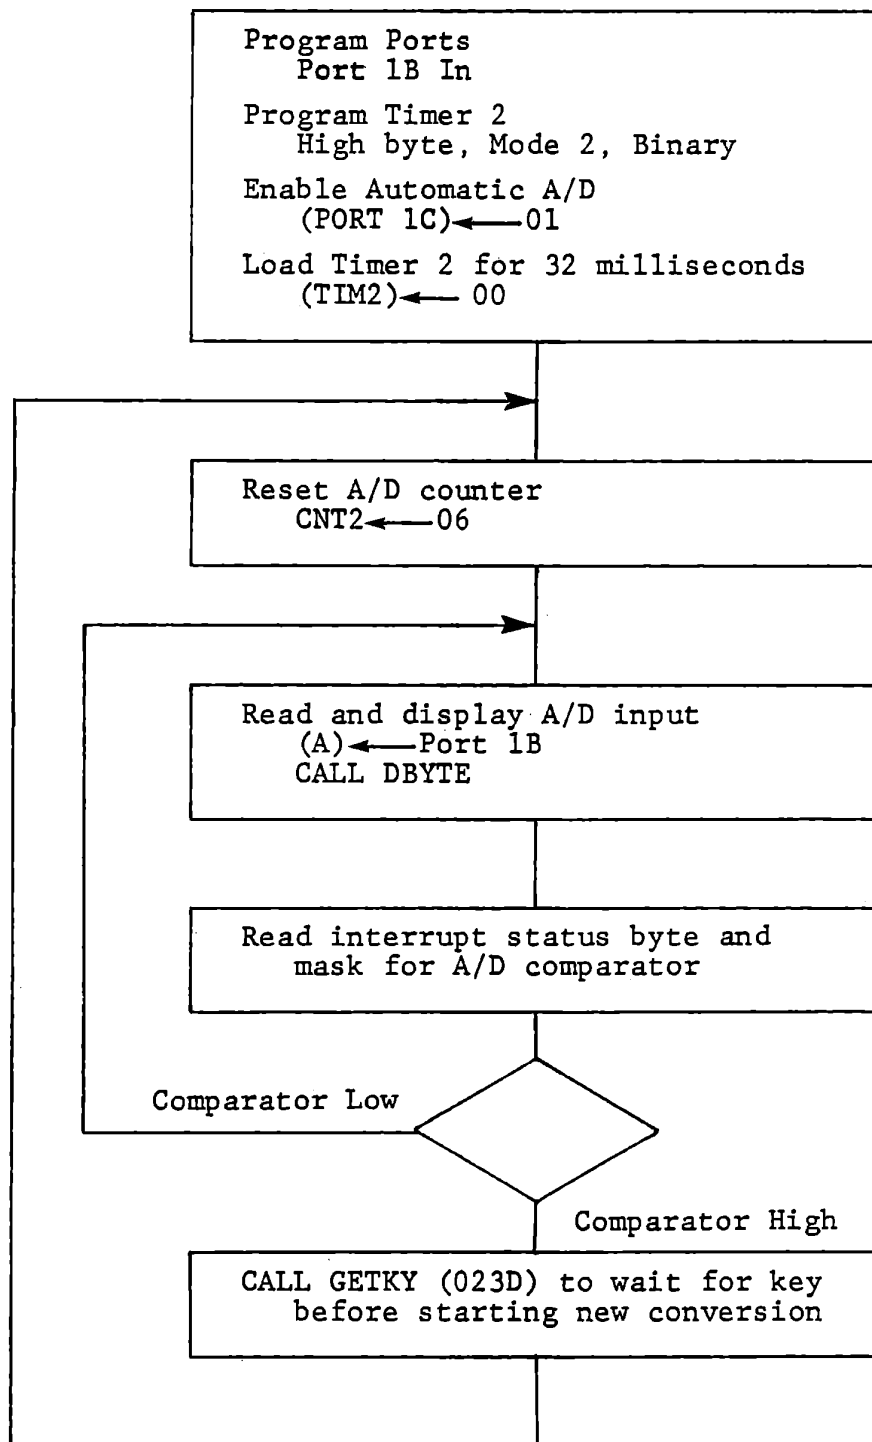 Program Ports
Port 1B In
Program Timer 2
High byte, Mode 2, Binary
Enable Automatic A/D
(PORT 1C)←01
Load Timer 2 for 32 milliseconds
(TIM2)← 00
Reset A/D counter
CNT2←06
Read and display A/D input
(A)←Port 1B
CALL DBYTE
Read interrupt status byte and
mask for A/D comparator
Comparator Low
Comparator High
CALL GETKY (023D) to wait for key
before starting new conversion